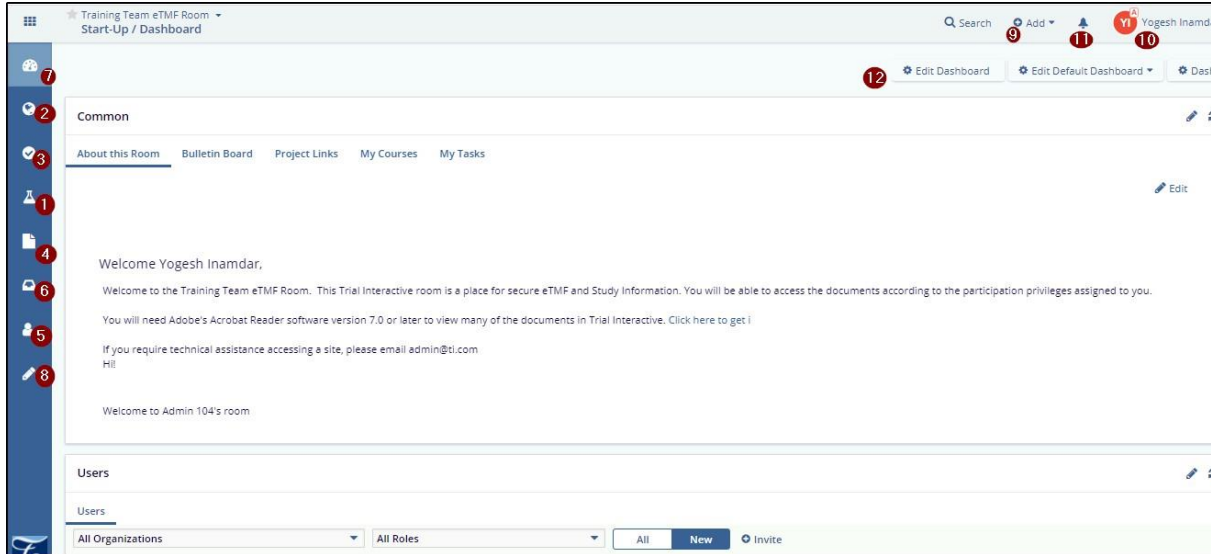 Training Team eTMF Room
Start-Up / Dashboard
Search
Add
A
YI
Yogesh Inamd
9
11
10
7
12
Edit Dashboard
Edit Default Dashboard
Das
2
Common
3
About this Room Bulletin Board Project Links My Courses My Tasks
1
Edit
4
Welcome Yogesh Inamdar,
6
Welcome to the Training Team eTMF Room. This Trial Interactive room is a place for secure eTMF and Study Information. You will be able to access the documents according to the participation privileges assigned to you.
You will need Adobe's Acrobat Reader software version 7.0 or later to view many of the documents in Trial Interactive. Click here to get i
5
If you require technical assistance accessing a site, please email admin@ti.com
Hi!
8
Welcome to Admin 104's room
Users
Users
All Organizations All Roles All New Invite